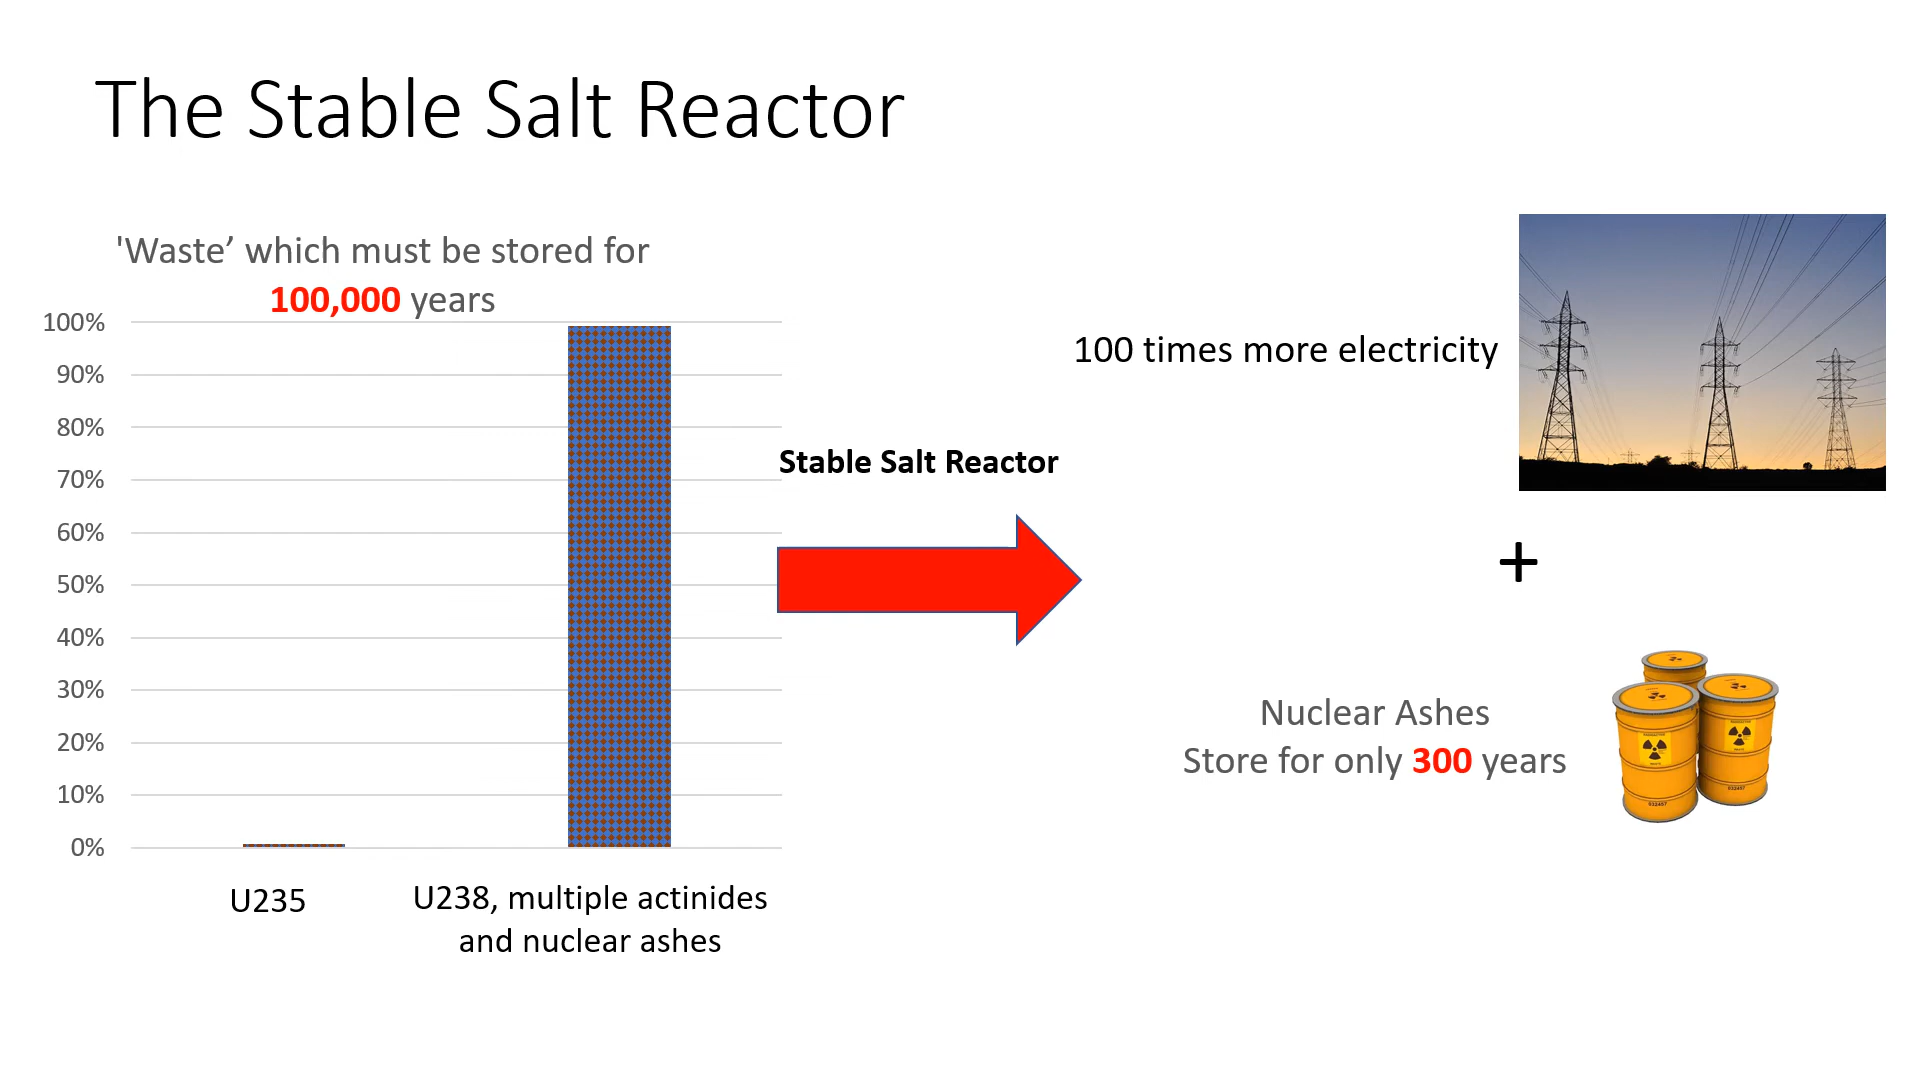 The Stable Salt Reactor
'Waste’ which must be stored for
100,000 years
100%
90%
80%
70%
60%
50%
40%
30%
20%
10%
0%
U235
U238, multiple actinides
and nuclear ashes
Stable Salt Reactor
100 times more electricity
+
Nuclear Ashes
Store for only 300 years